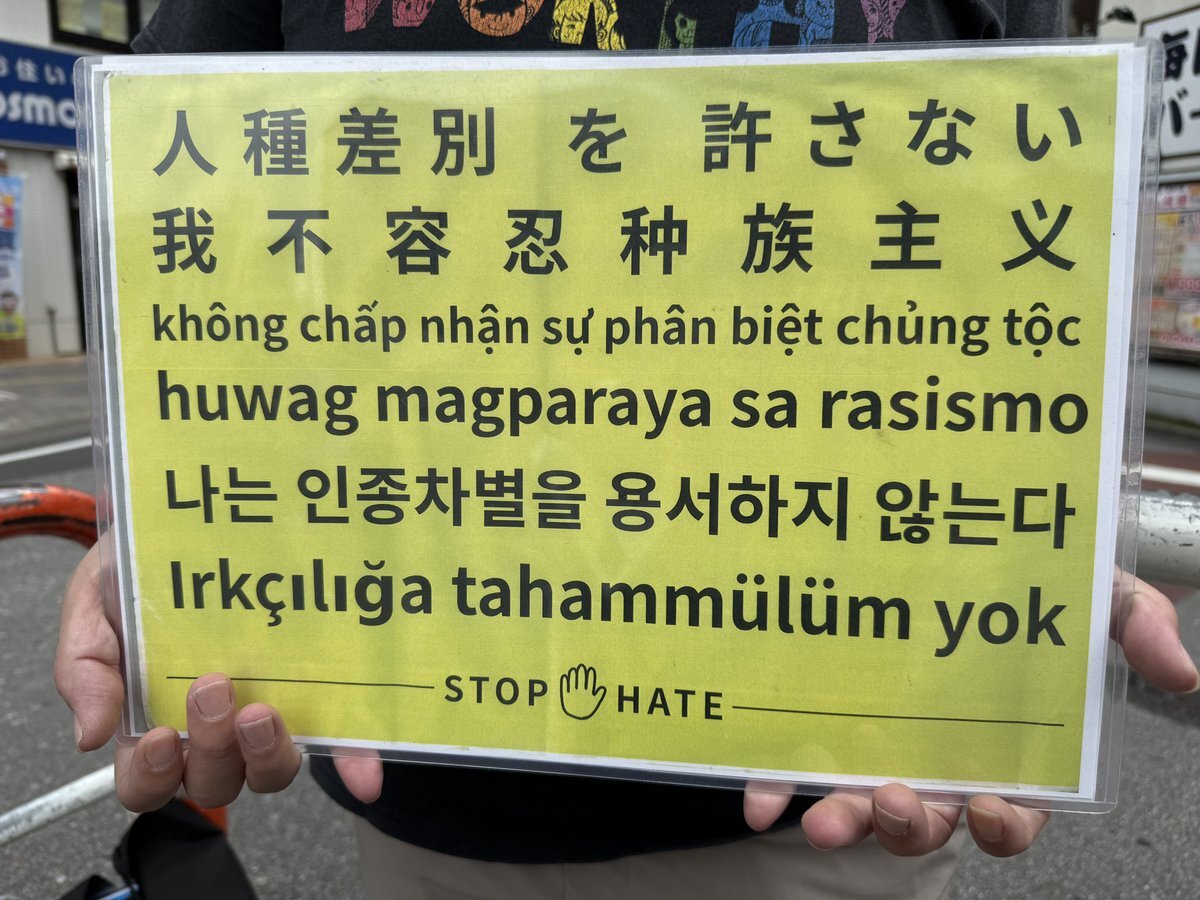 人種差別を許さない
我不容忍种族主义
không chấp nhận sự phân biệt chủng tộc
huwag magparaya sa rasismo
나는 인종차별을 용서하지 않는다
Irkçılığa tahammülüm yok
STOP HATE